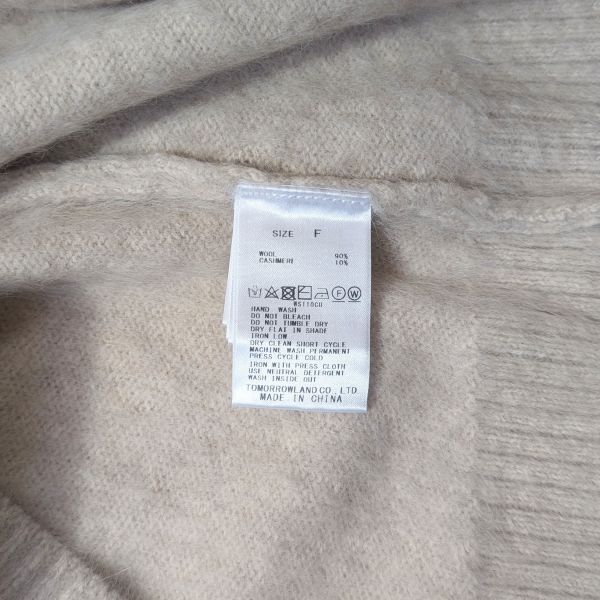 SIZE F
WOOL 90%
CASHMERE 10%
F W
WS110CU
HAND WASH
DO NOT BLEACH
DO NOT TUMBLE DRY
DRY FLAT IN SHADE
IRON LOW
DRY CLEAN SHORT CYCLE
MACHINE WASH PERMANENT
PRESS CYCLE COLD
IRON WITH PRESS CLOTH
USE NEUTRAL DETERGENT
WASH INSIDE OUT
TOMORROWLAND CO., LTD
MADE IN CHINA